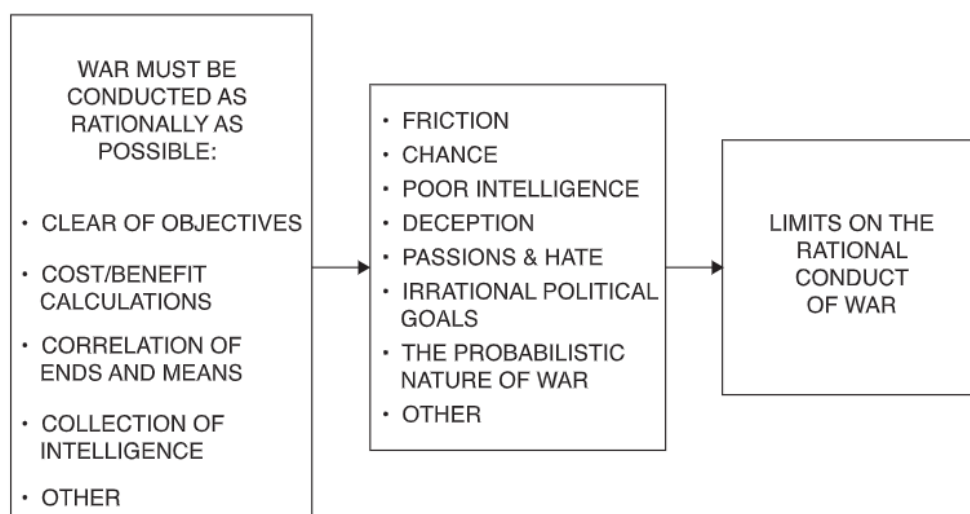 WAR MUST BE
CONDUCTED AS
RATIONALLY AS
POSSIBLE:
• CLEAR OF OBJECTIVES
• COST/BENEFIT
CALCULATIONS
• CORRELATION OF
ENDS AND MEANS
• COLLECTION OF
INTELLIGENCE
• OTHER
• FRICTION
• CHANCE
• POOR INTELLIGENCE
• DECEPTION
• PASSIONS & HATE
• IRRATIONAL POLITICAL
GOALS
• THE PROBABILISTIC
NATURE OF WAR
• OTHER
LIMITS ON THE
RATIONAL
CONDUCT
OF WAR